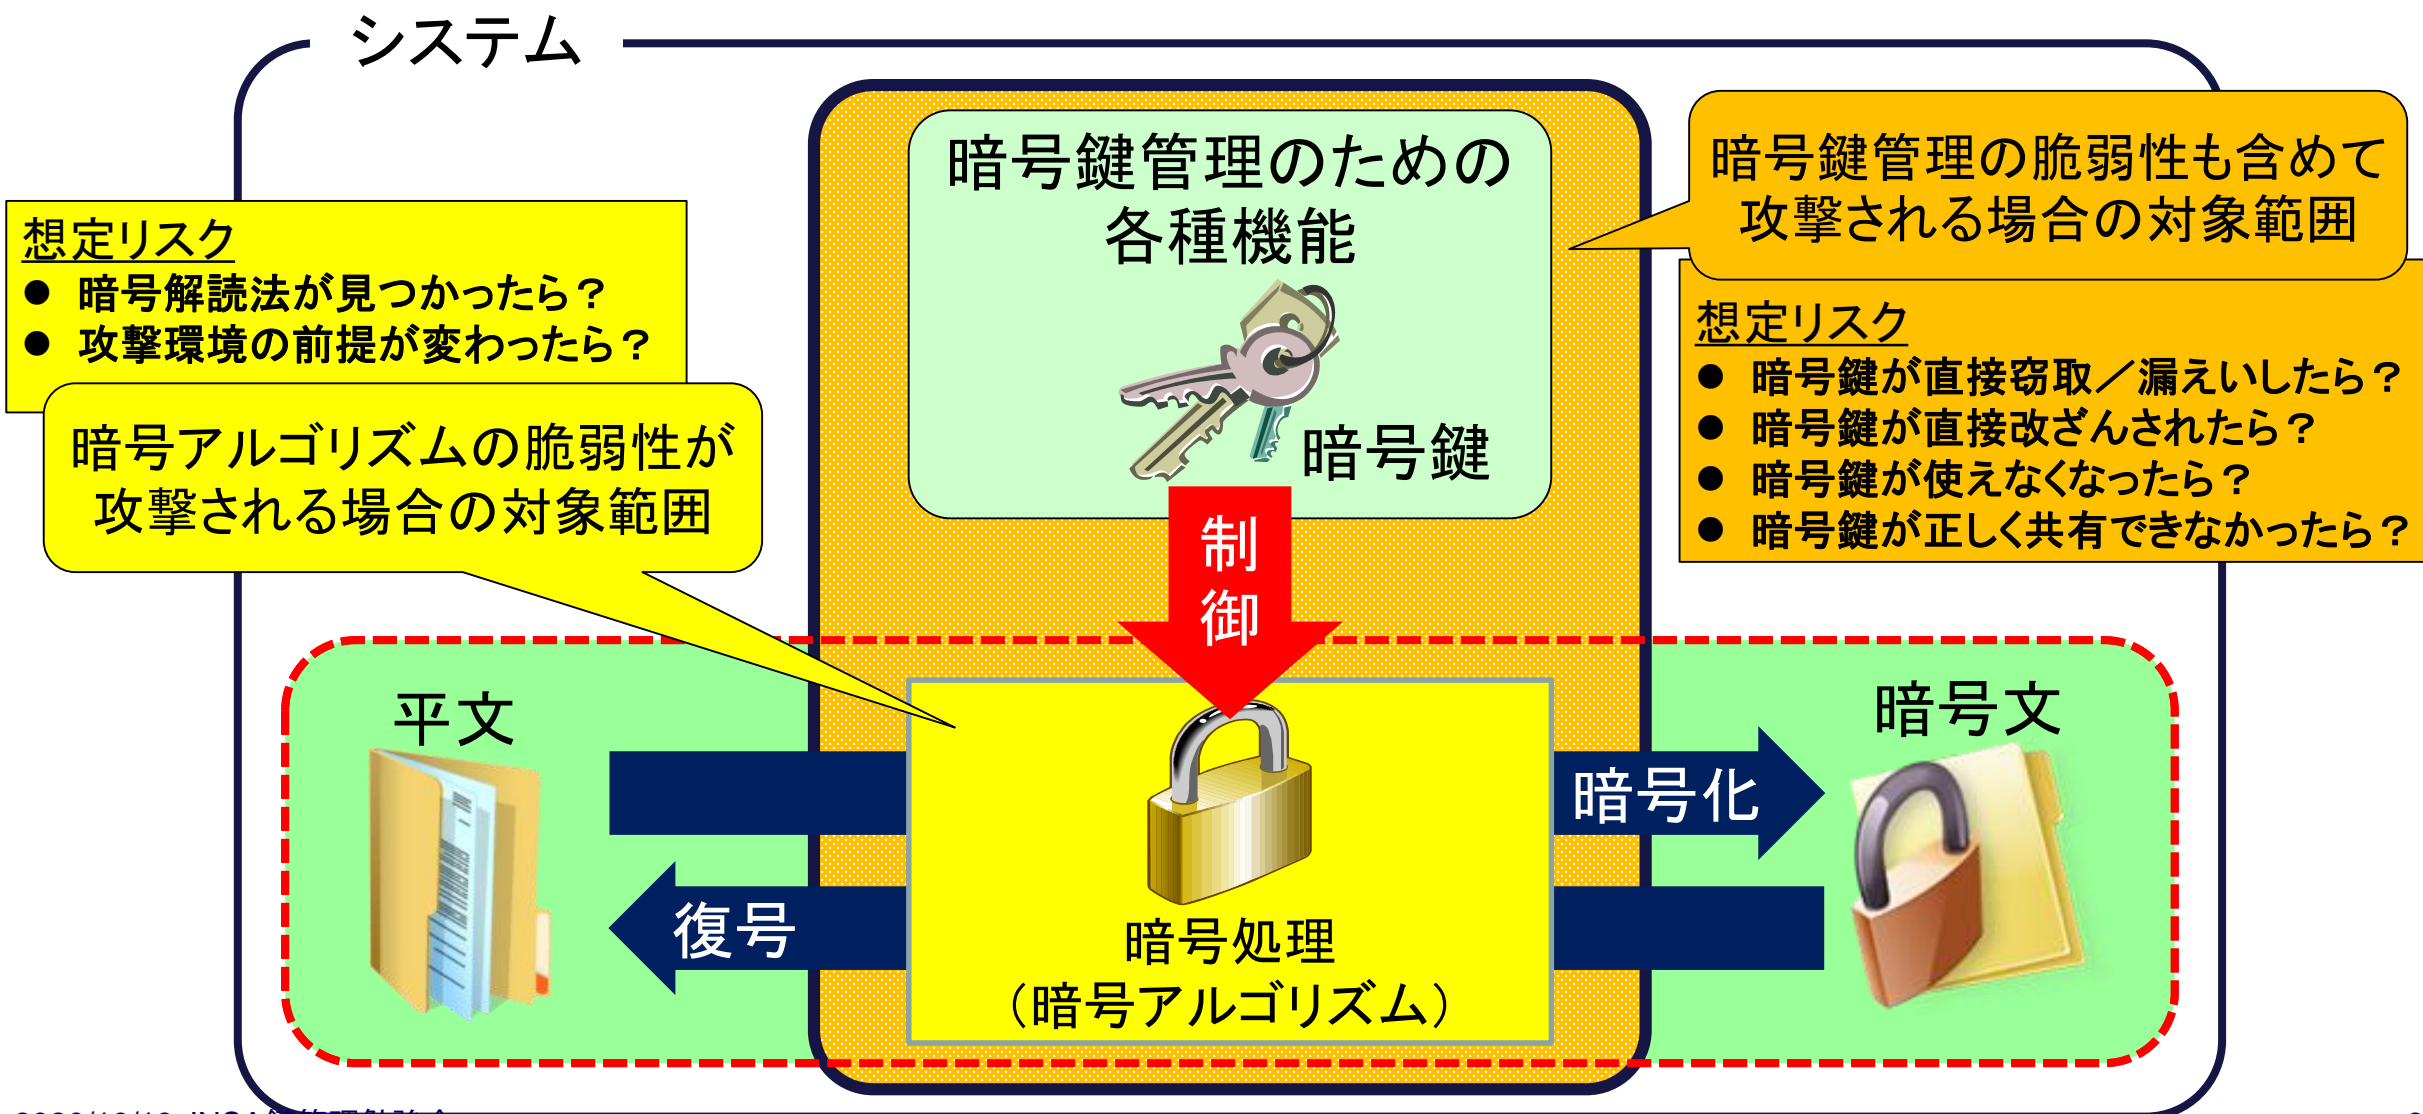 システム
暗号鍵管理のための
各種機能
暗号鍵
制
御
暗号鍵管理の脆弱性も含めて
攻撃される場合の対象範囲
想定リスク
● 暗号鍵が直接窃取／漏えいしたら？
● 暗号鍵が直接改ざんされたら？
● 暗号鍵が使えなくなったら？
● 暗号鍵が正しく共有できなかったら？
想定リスク
● 暗号解読法が見つかったら？
● 攻撃環境の前提が変わったら？
暗号アルゴリズムの脆弱性が
攻撃される場合の対象範囲
平文
暗号文
暗号化
復号
暗号処理
（暗号アルゴリズム）